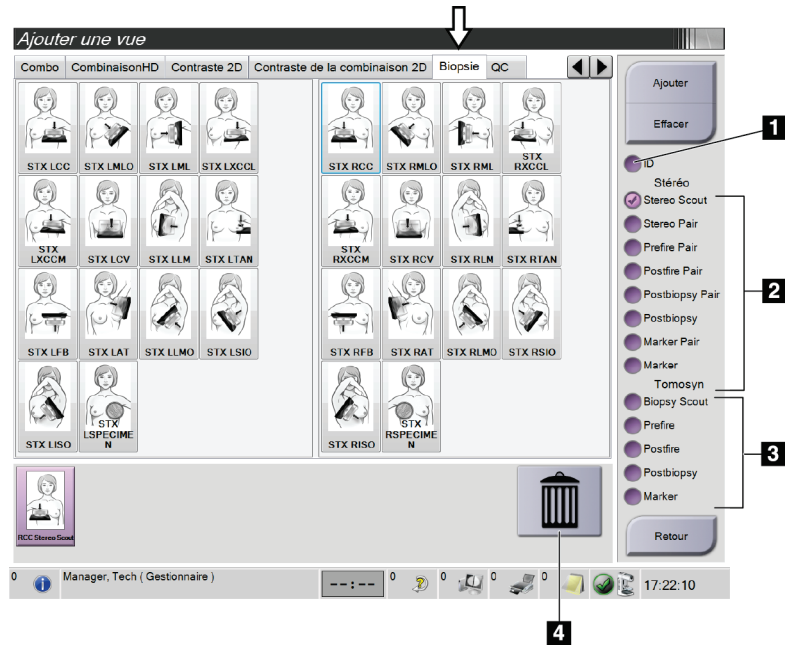 Ajouter une vue
Combo CombinaisonHD Contraste 2D Contraste de la combinaison 2D Biopsie QC
STX LCC STX LMLO STX LML STX LXCCL
STX RCC STX RMLO STX RML STX
RXCCL
STX
LXCCM STX LCV STX LLM STX LTAN
STX
RXCCM STX RCV STX RLM STX RTAN
STX LFB STX LAT STX LLMO STX LSIO
STX RFB STX RAT STX RLMO STX RSIO
STX LISO STX
LSPECIME
N
STX RISO STX
RSPECIME
N
Ajouter
Effacer
1
ID
Stéréo
Stereo Scout
Stereo Pair
Prefire Pair
Postfire Pair
Postbiopsy Pair
2
Postbiopsy
Marker Pair
Marker
Tomosyn
Biopsy Scout
Prefire
Postfire
3
Postbiopsy
Marker
Retour
RCC Stereo Scout
0 Manager, Tech ( Gestionnaire ) --:-- 0 0 0 0 17:22:10
4